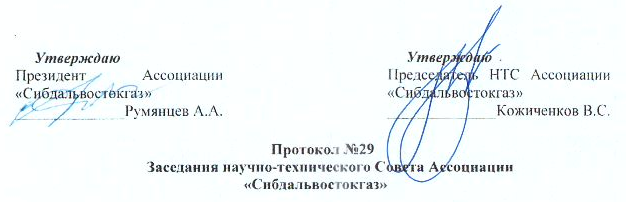 Утверждаю
Президент Ассоциации
«Сибдальвостокгаз»
Румянцев А.А.
Утверждаю
Председатель НТС Ассоциации
«Сибдальвостокгаз»
Кожиченков В.С.
Протокол №29
Заседания научно-технического Совета Ассоциации
«Сибдальвостокгаз»